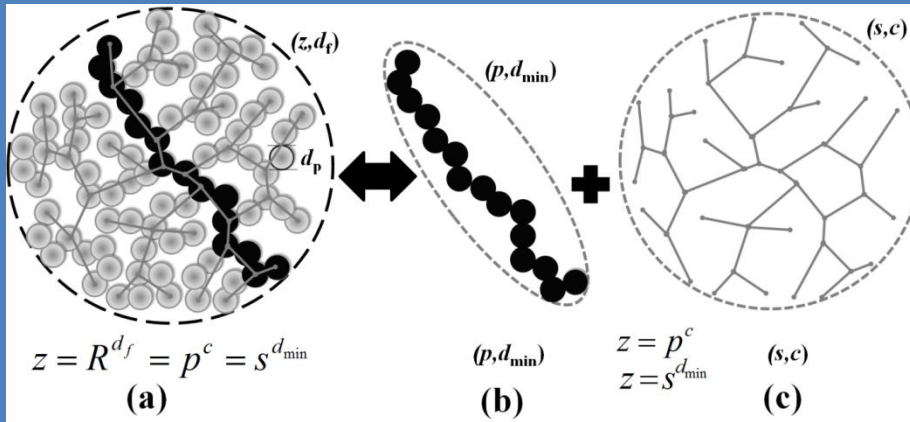 (z,d_f)
d_p
z = R^{d_f} = p^c = s^{d_min}
(a)
(p,d_min)
(p,d_min)
(b)
(s,c)
z = p^c
z = s^{d_min}
(s,c)
(c)